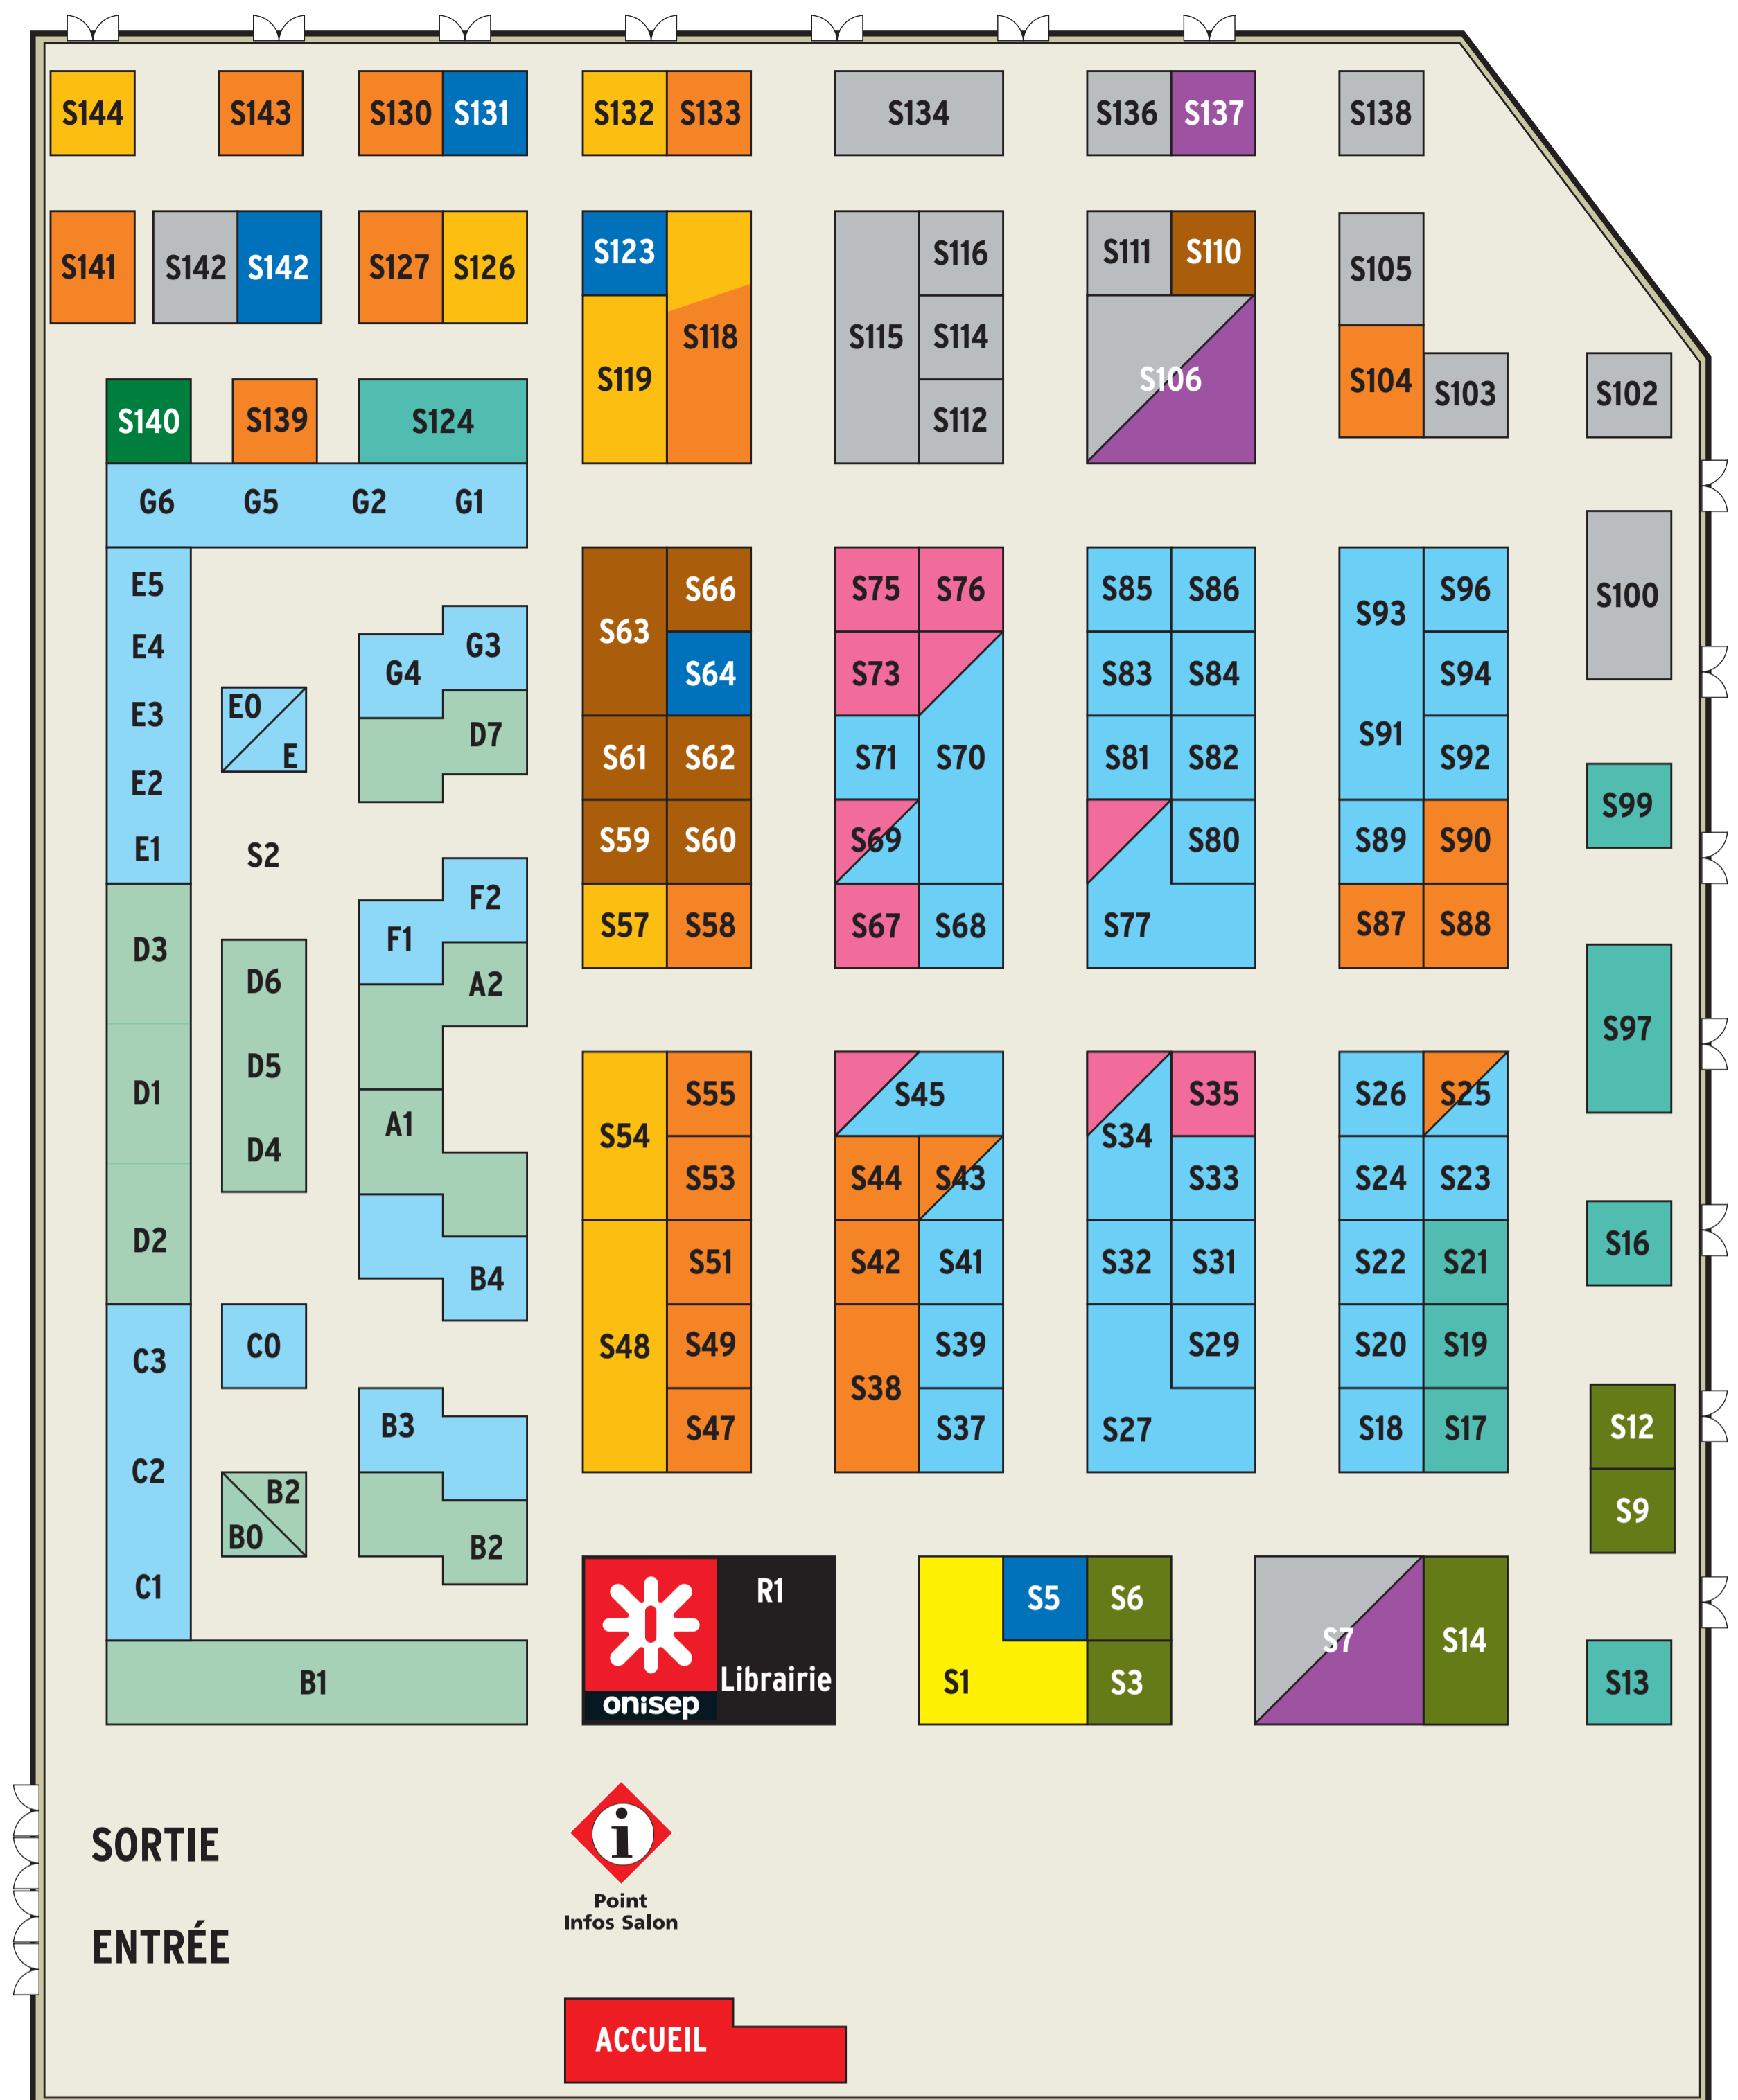 S144 S143 S130 S131 S132 S133 S134 S136 S137 S138
S141 S142 S142 S127 S126 S123 S116 S111 S110 S105
S118 S115 S114
S119 S106 S104 S103 S102
S140 S139 S124 S112
G6 G5 G2 G1
E5 S66 S75 S76 S85 S86 S96 S100
S63 S93
E4 G3
G4 S64 S73 S83 S84 S94
E0
E3 D7 S91
E S61 S62 S71 S70 S81 S82 S92
E2 S99
E1 S2 S59 S60 S69 S80 S89 S90
F2
D3 F1 S57 S58 S67 S68 S77 S87 S88
D6 A2
S97
D5
D1 A1 S55 S45 S35 S26 S25
S54 S34
D4 S53 S44 S43 S33 S24 S23
D2 S16
B4 S51 S42 S41 S32 S31 S22 S21
C3 C0 S48 S49 S39 S29 S20 S19
S38
B3 S47 S37 S27 S18 S17 S12
C2
B2 S9
B0 B2
C1 R1 S5 S6
S7 S14
B1 Librairie S1 S3 S13
onisep
SORTIE
i
Point
Infos Salon
ENTRÉE
ACCUEIL